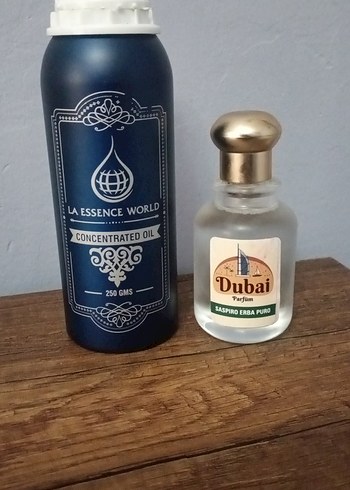 LA ESSENCE WORLD
CONCENTRATED OIL
250 GMS
Dubai
Parfüm
SASPIRO ERBA PURO